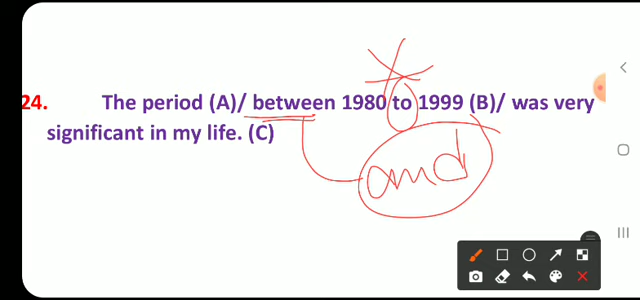 24. The period (A)/ between 1980 to 1999 (B)/ was very
significant in my life. (C)
and